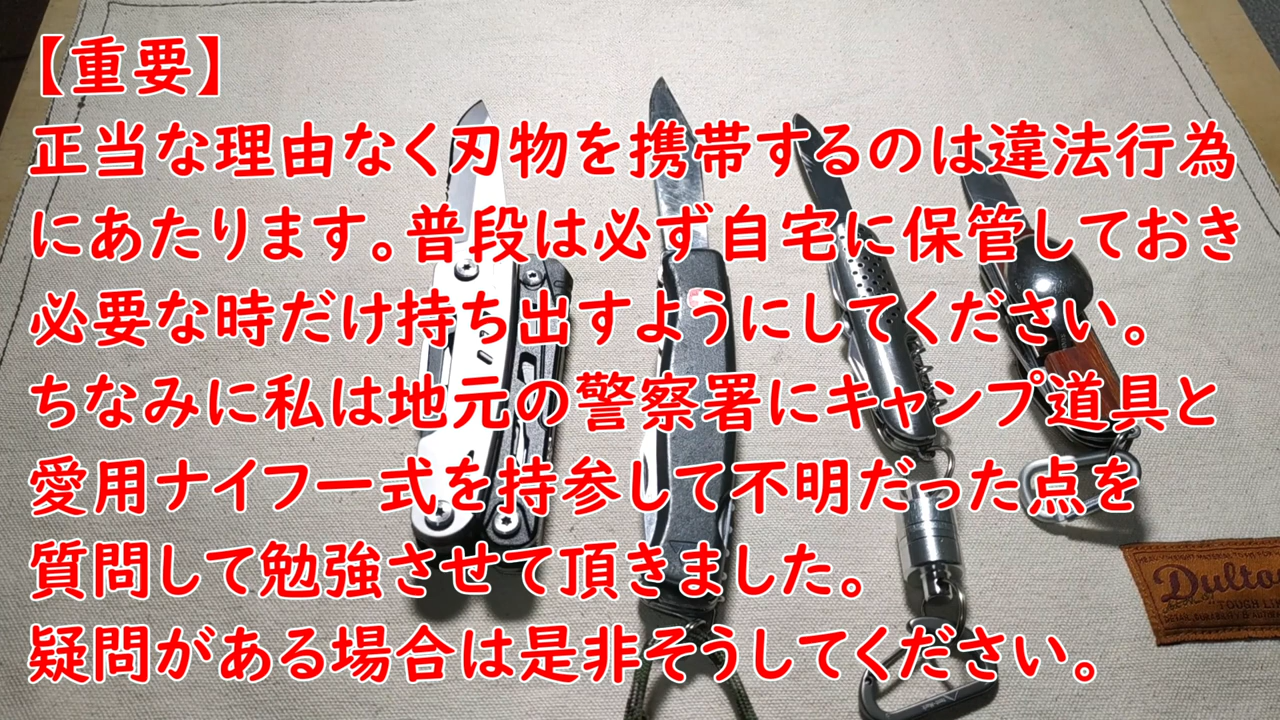 【重要】
正当な理由なく刃物を携帯するのは違法行為
にあたります。普段は必ず自宅に保管しておき
必要な時だけ持ち出すようにしてください。
ちなみに私は地元の警察署にキャンプ道具と
愛用ナイフ一式を持参して不明だった点を
質問して勉強させて頂きました。
疑問がある場合は是非そうしてください。
Dulto
TOUGH